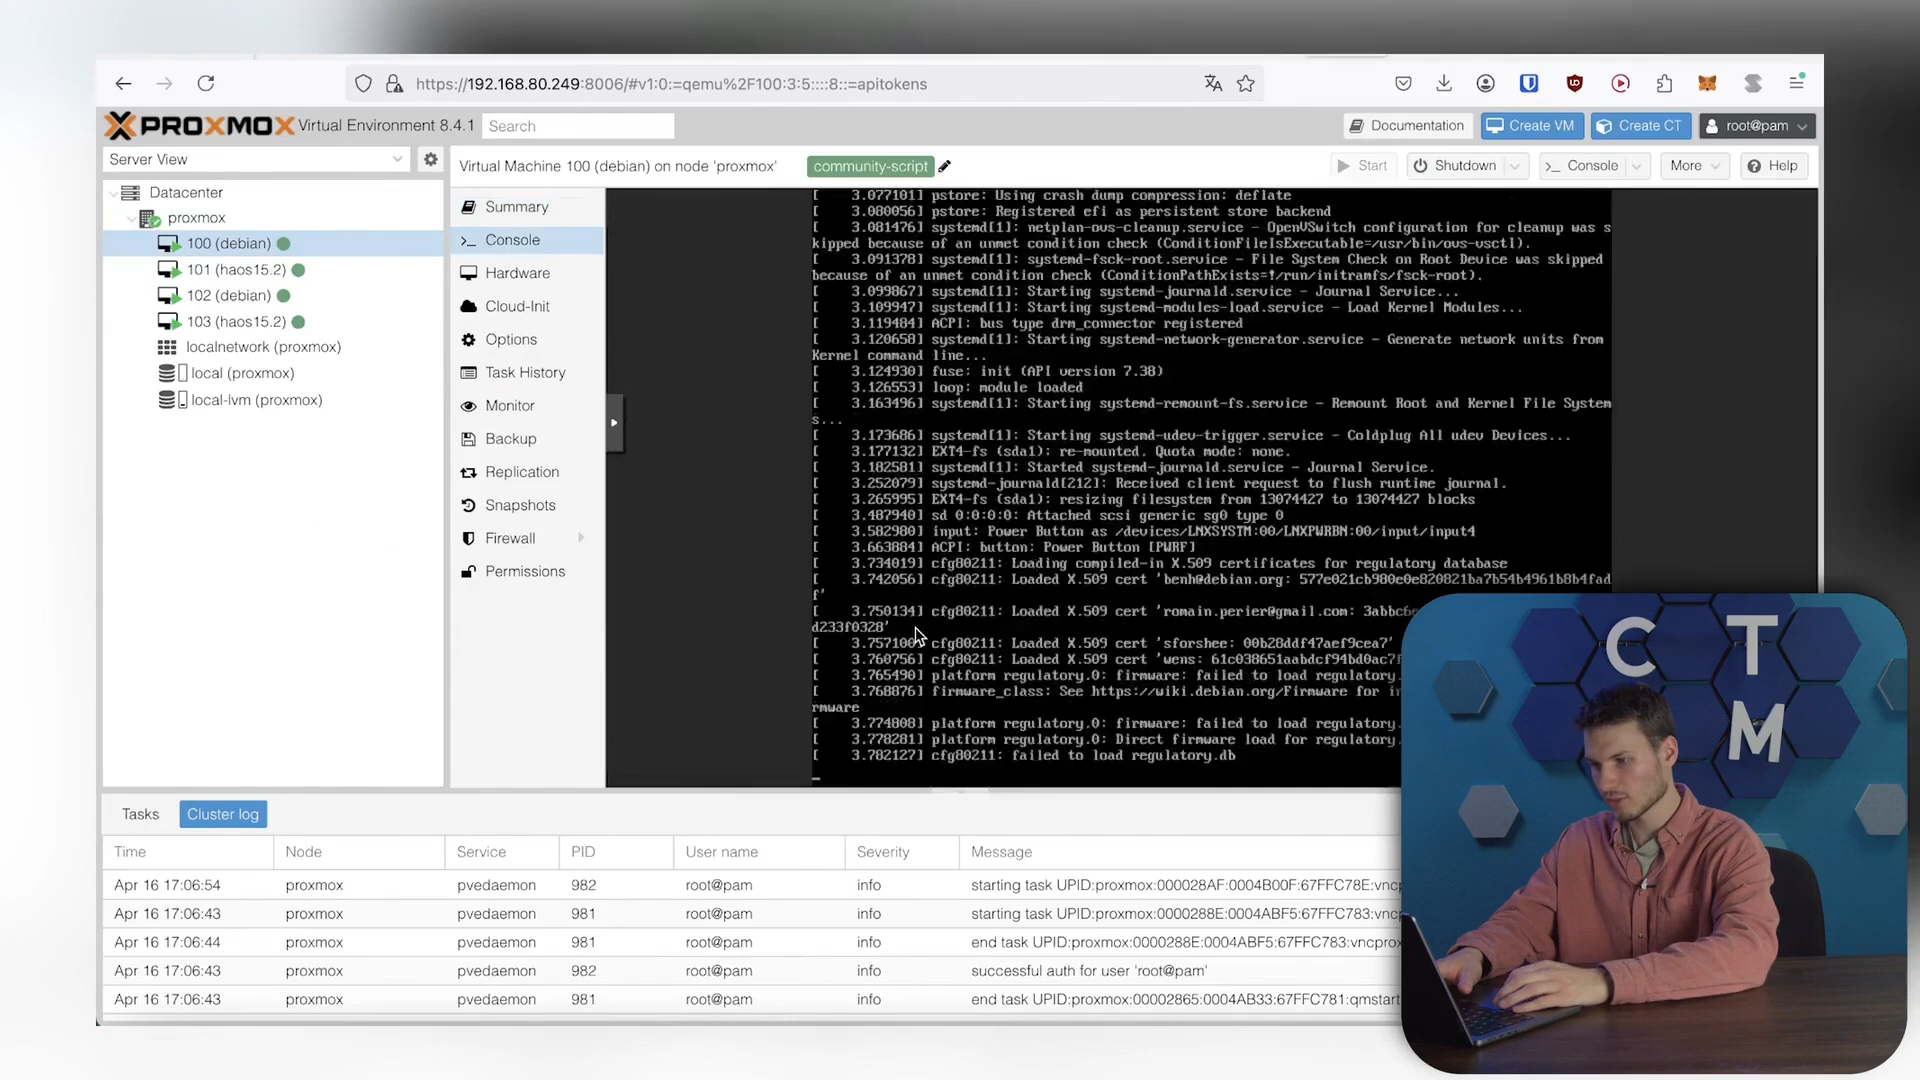 https://192.168.80.249:8006/#v1:0:=qemu%2F100:3:5::::8::=apitokens
PROXMOX Virtual Environment 8.4.1 Search Documentation Create VM Create CT root@pam
Server View
Virtual Machine 100 (debian) on node 'proxmox' community-script Start Shutdown Console More Help
Datacenter
proxmox
100 (debian)
101 (haos15.2)
102 (debian)
103 (haos15.2)
localnetwork (proxmox)
local (proxmox)
local-lvm (proxmox)
Summary
Console
Hardware
Cloud-Init
Options
Task History
Monitor
Backup
Replication
Snapshots
Firewall
Permissions
[ 3.077101] pstore: Using crash dump compression: deflate
[ 3.080056] pstore: Registered efi as persistent store backend
[ 3.081476] systemd[1]: netplan-ovs-cleanup.service - OpenVSwitch configuration for cleanup was s
kipped because of an unmet condition check (ConditionFileIsExecutable=/usr/bin/ovs-vsctl).
[ 3.091378] systemd[1]: systemd-fsck-root.service - File System Check on Root Device was skipped
because of an unmet condition check (ConditionPathExists=!/run/initramfs/fsck-root).
[ 3.099867] systemd[1]: Starting systemd-journald.service - Journal Service...
[ 3.109947] systemd[1]: Starting systemd-modules-load.service - Load Kernel Modules...
[ 3.119484] ACPI: bus type drm_connector registered
[ 3.120658] systemd[1]: Starting systemd-network-generator.service - Generate network units from
Kernel command line...
[ 3.124930] fuse: init (API version 7.38)
[ 3.126553] loop: module loaded
[ 3.163496] systemd[1]: Starting systemd-remount-fs.service - Remount Root and Kernel File System
s...
[ 3.173686] systemd[1]: Starting systemd-udev-trigger.service - Coldplug All udev Devices...
[ 3.177132] EXT4-fs (sda1): re-mounted. Quota mode: none.
[ 3.182581] systemd[1]: Started systemd-journald.service - Journal Service.
[ 3.252079] systemd-journald[212]: Received client request to flush runtime journal.
[ 3.265995] EXT4-fs (sda1): resizing filesystem from 13074427 to 13074427 blocks
[ 3.487940] sd 0:0:0:0: Attached scsi generic sg0 type 0
[ 3.582980] input: Power Button as /devices/LNXSYSTM:00/LNXPWRBN:00/input/input4
[ 3.663884] ACPI: button: Power Button [PWRF]
[ 3.734019] cfg80211: Loading compiled-in X.509 certificates for regulatory database
[ 3.742056] cfg80211: Loaded X.509 cert 'benh@debian.org: 577e021cb980e0e820821ba7b54b4961b8b4fad
f'
[ 3.750134] cfg80211: Loaded X.509 cert 'romain.perier@gmail.com: 3abbc6e
d233f0328'
[ 3.757100] cfg80211: Loaded X.509 cert 'sforshee: 00b28ddf47aef9cea7'
[ 3.760756] cfg80211: Loaded X.509 cert 'wens: 61c038651aabdcf94bd0ac7f
[ 3.765490] platform regulatory.0: firmware: failed to load regulatory.
[ 3.768876] firmware_class: See https://wiki.debian.org/Firmware for in
rmware
[ 3.774808] platform regulatory.0: firmware: failed to load regulatory.
[ 3.778281] platform regulatory.0: Direct firmware load for regulatory.
[ 3.782127] cfg80211: failed to load regulatory.db
C T
M
Tasks Cluster log
Time Node Service PID User name Severity Message
Apr 16 17:06:54 proxmox pvedaemon 982 root@pam info starting task UPID:proxmox:000028AF:0004B00F:67FFC78E:vncp
Apr 16 17:06:43 proxmox pvedaemon 981 root@pam info starting task UPID:proxmox:0000288E:0004ABF5:67FFC783:vncp
Apr 16 17:06:44 proxmox pvedaemon 981 root@pam info end task UPID:proxmox:0000288E:0004ABF5:67FFC783:vncprox
Apr 16 17:06:43 proxmox pvedaemon 982 root@pam info successful auth for user 'root@pam'
Apr 16 17:06:43 proxmox pvedaemon 981 root@pam info end task UPID:proxmox:00002865:0004AB33:67FFC781:qmstart